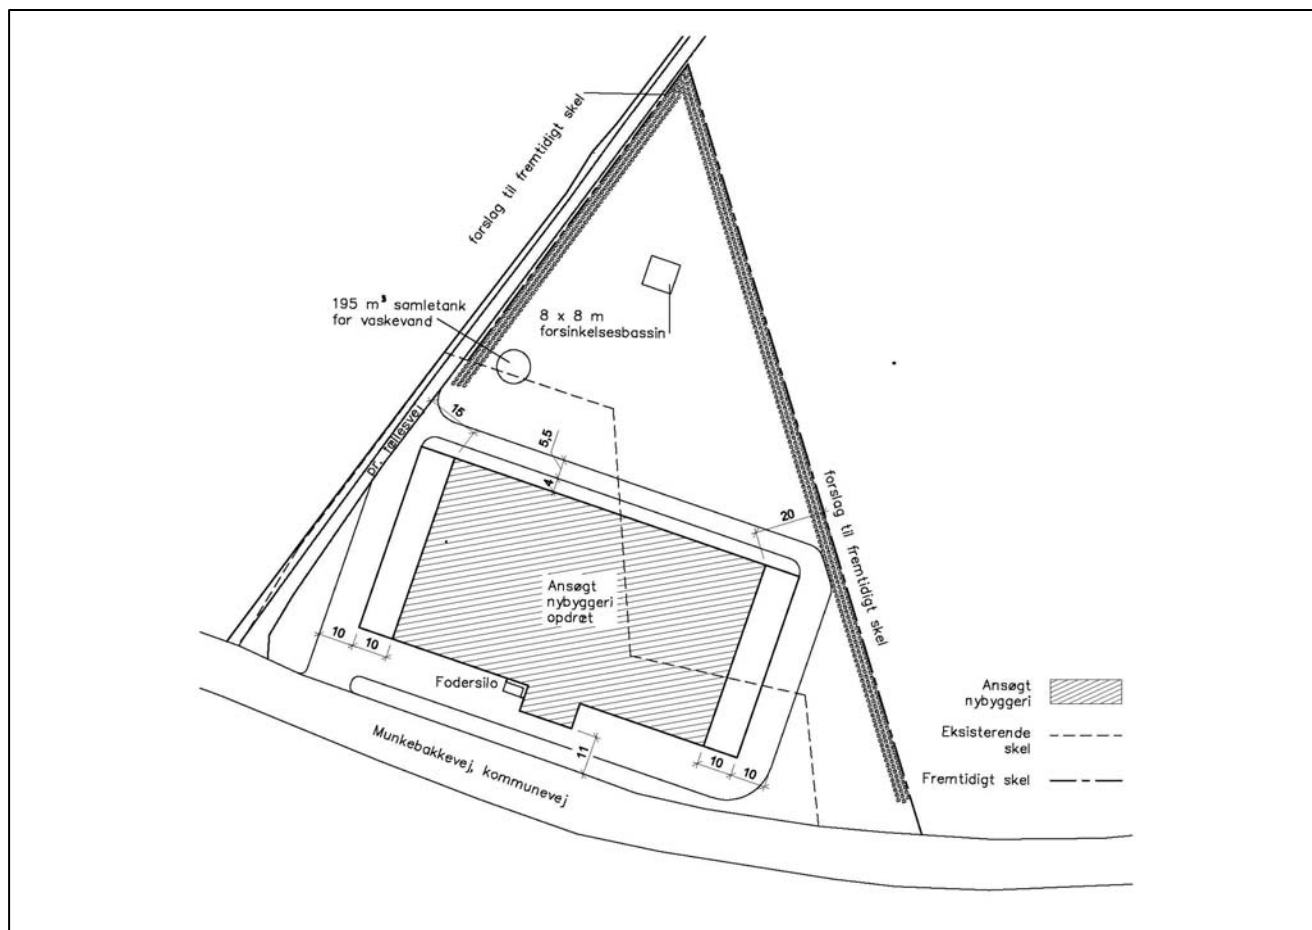 forslag til fremtidigt skel
195 m³ samletank
for vaskevand
8 x 8 m
forsinkelsesbassin
15
pr. fællesvej
5,5
4
20
forslag til fremtidigt skel
Ansøgt
nybyggeri
opdræt
10
10
Fodersilo
Munkebakkevej, kommunevej
11
10
10
Ansøgt
nybyggeri
Eksisterende
skel
Fremtidigt skel